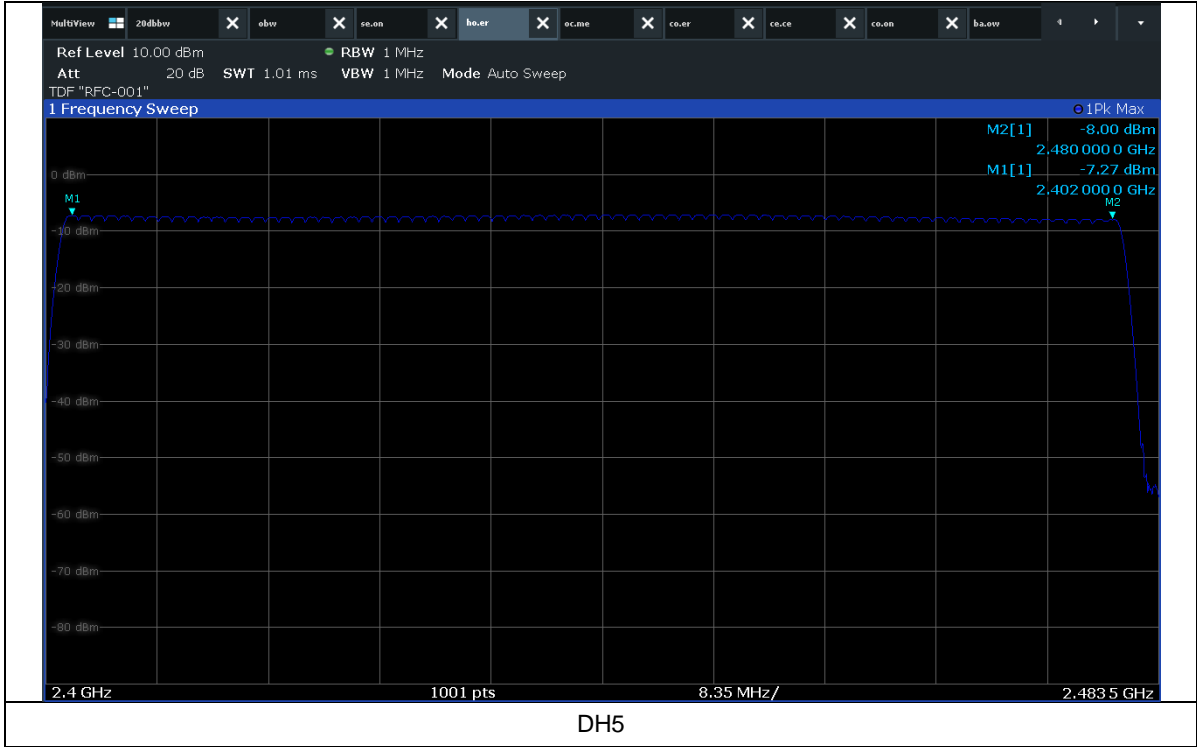 MultiView 20dbbw obw se.on ho.er oc.me co.er ce.ce co.on ba.ow
Ref Level 10.00 dBm RBW 1 MHz
Att 20 dB SWT 1.01 ms VBW 1 MHz Mode Auto Sweep
TDF "RFC-001"
1 Frequency Sweep 1Pk Max
M2[1] -8.00 dBm
2.480 000 0 GHz
0 dBm M1[1] -7.27 dBm
2.402 000 0 GHz
M1 M2
-10 dBm
-20 dBm
-30 dBm
-40 dBm
-50 dBm
-60 dBm
-70 dBm
-80 dBm
2.4 GHz 1001 pts 8.35 MHz/ 2.483 5 GHz
DH5